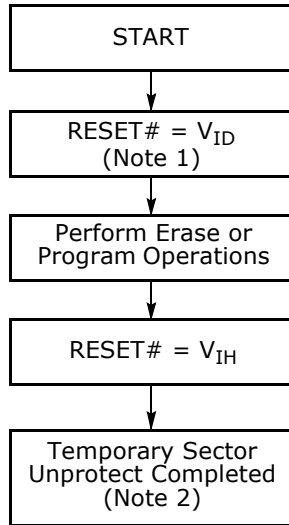 START
RESET# = VID
(Note 1)
Perform Erase or
Program Operations
RESET# = VIH
Temporary Sector
Unprotect Completed
(Note 2)